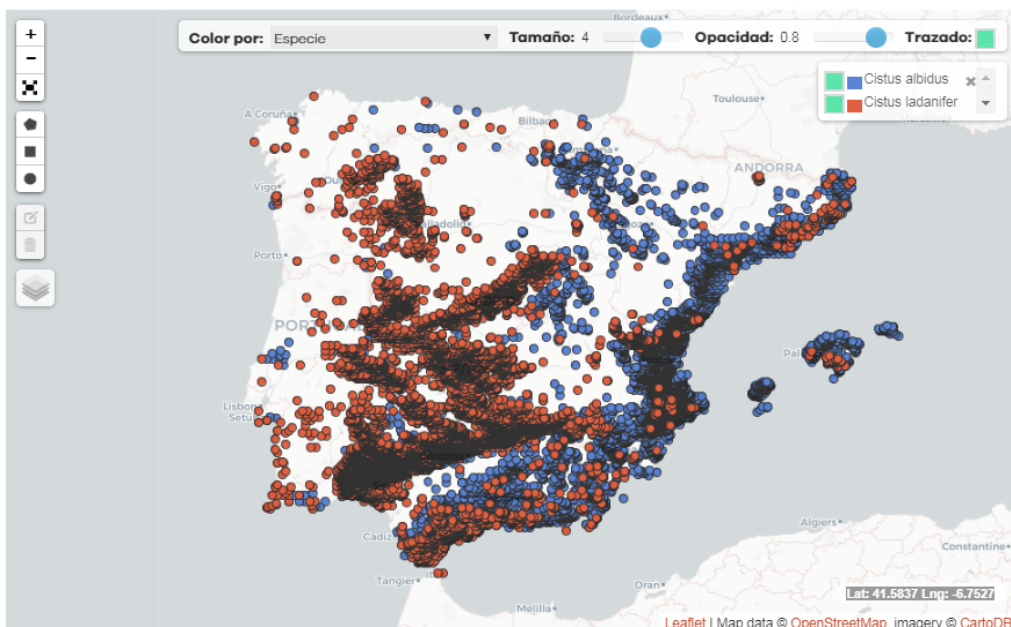 Bordeaux
+
−
Color por: Especie
Tamaño: 4
Opacidad: 0.8
Trazado:
Cistus albidus
Cistus ladanifer
Toulouse
A Coruña
Bilbao
ANDORRA
Vigo
Porto
Lisbon
Cádiz
Tangier
Algiers
Constantine
Oran
Melilla
Lat: 41.5837 Lng: -6.7527
Leaflet | Map data © OpenStreetMap, imagery © CartoDB